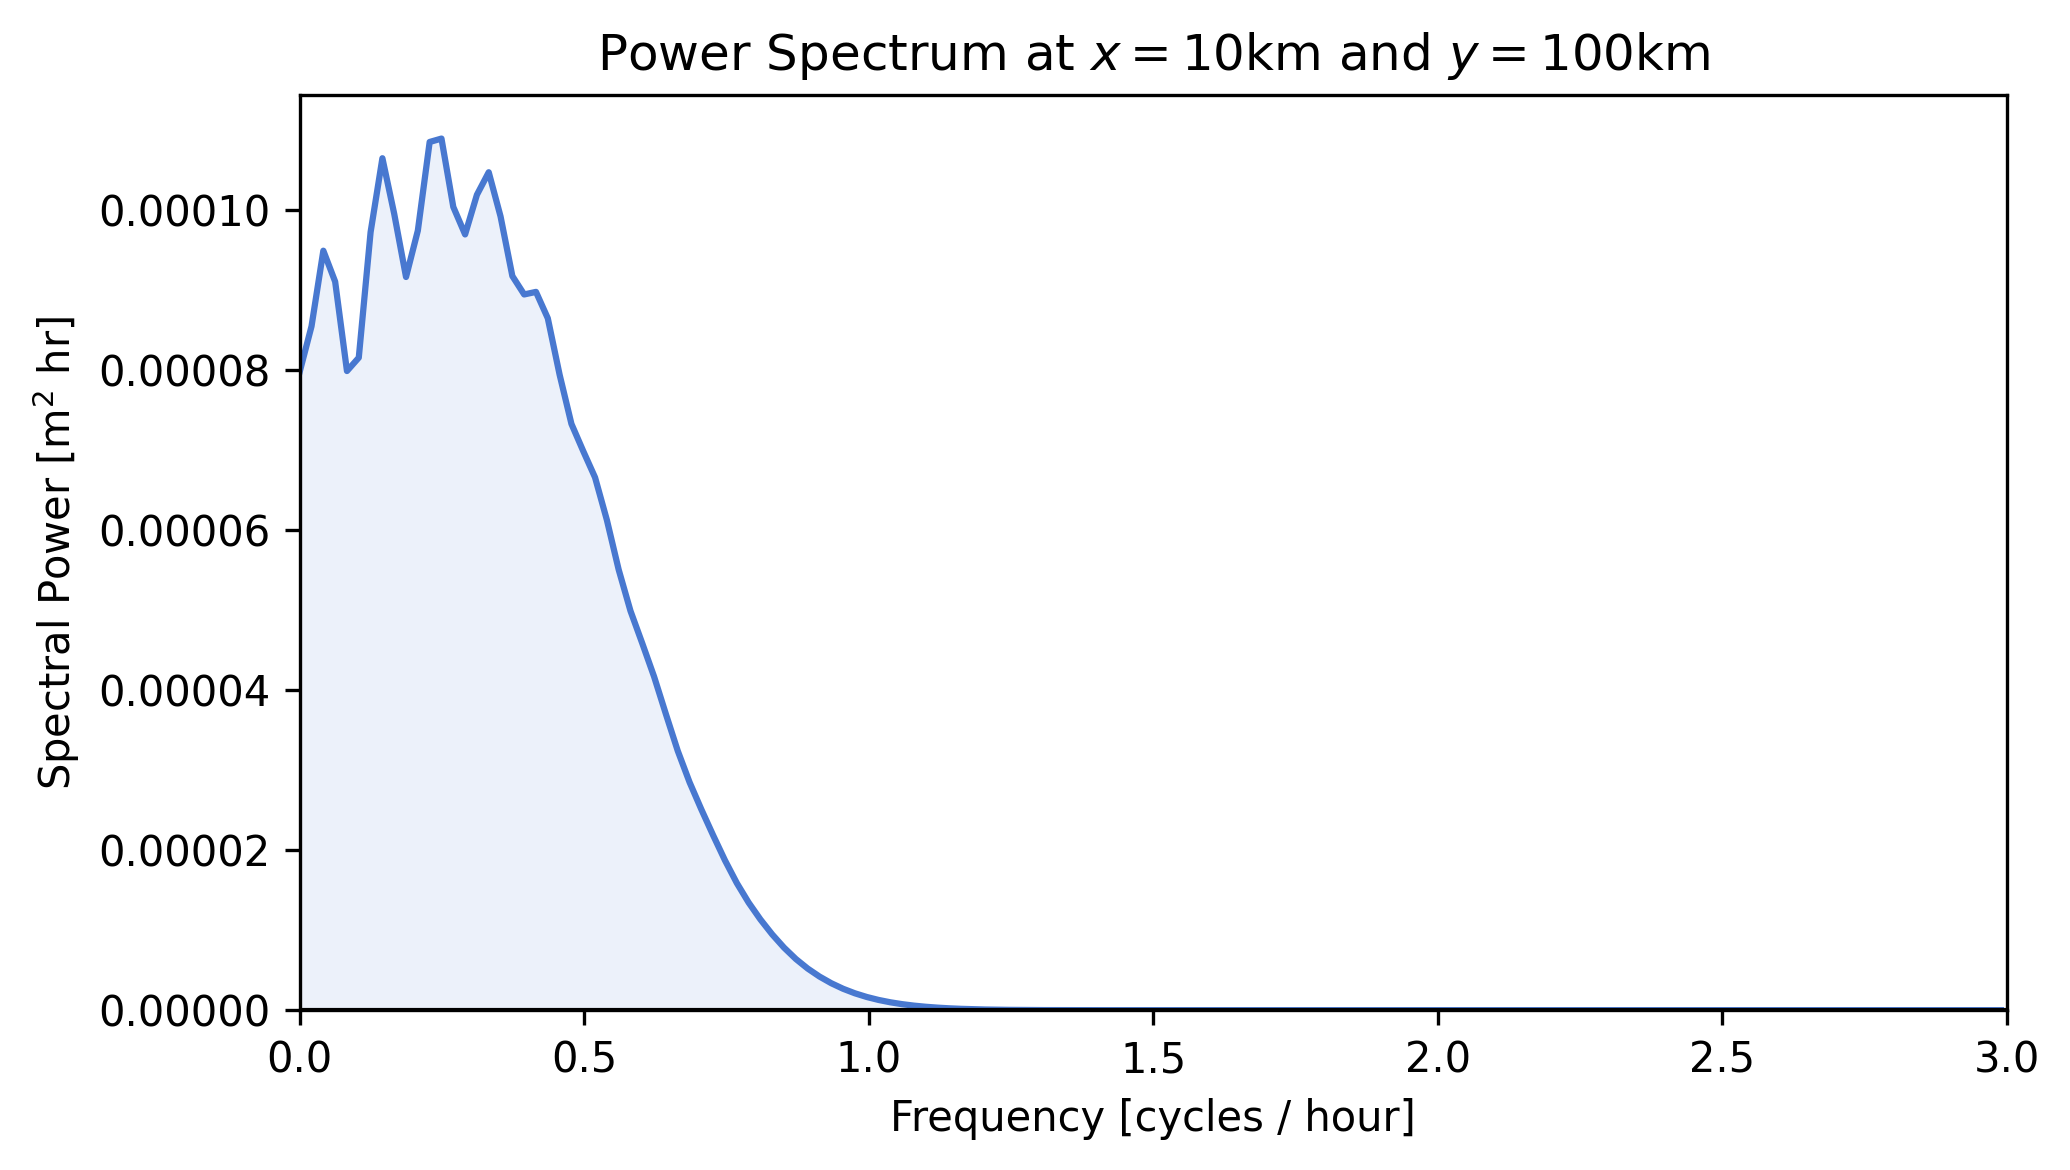 Power Spectrum at x = 10km and y = 100km
Spectral Power [m² hr]
0.00010
0.00008
0.00006
0.00004
0.00002
0.00000
0.0 0.5 1.0 1.5 2.0 2.5 3.0
Frequency [cycles / hour]